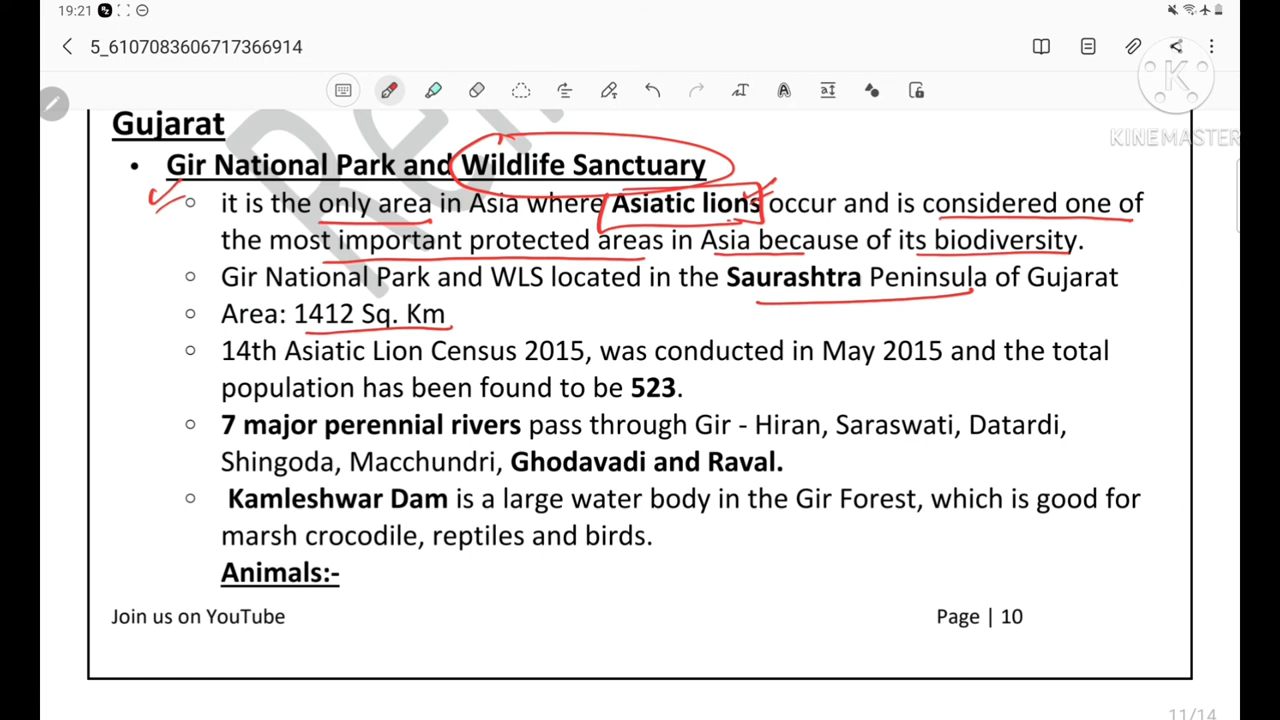 19:21
5_6107083606717366914
KINEMASTER
Gujarat
• Gir National Park and Wildlife Sanctuary
○ it is the only area in Asia where Asiatic lions occur and is considered one of
the most important protected areas in Asia because of its biodiversity.
○ Gir National Park and WLS located in the Saurashtra Peninsula of Gujarat
○ Area: 1412 Sq. Km
○ 14th Asiatic Lion Census 2015, was conducted in May 2015 and the total
population has been found to be 523.
○ 7 major perennial rivers pass through Gir - Hiran, Saraswati, Datardi,
Shingoda, Macchundri, Ghodavadi and Raval.
○ Kamleshwar Dam is a large water body in the Gir Forest, which is good for
marsh crocodile, reptiles and birds.
Animals:-
Join us on YouTube Page | 10
11/14